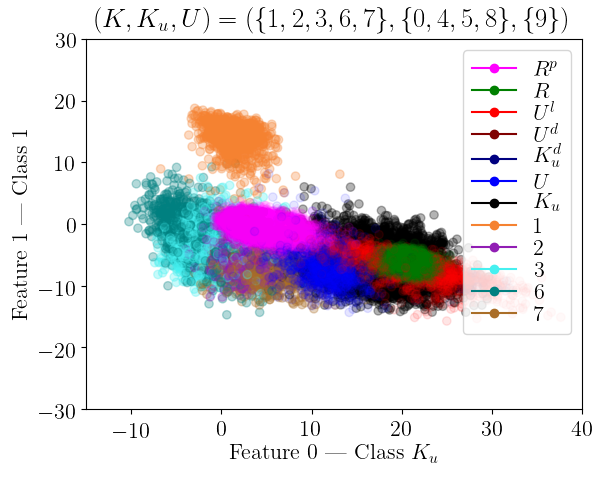 (K, K_u, U) = ({1, 2, 3, 6, 7}, {0, 4, 5, 8}, {9})
30
20
10
0
−10
−20
−30
−10
0
10
20
30
40
Feature 1 — Class 1
Feature 0 — Class K_u
R^p
R
U^l
U^d
K_u^d
U
K_u
1
2
3
6
7